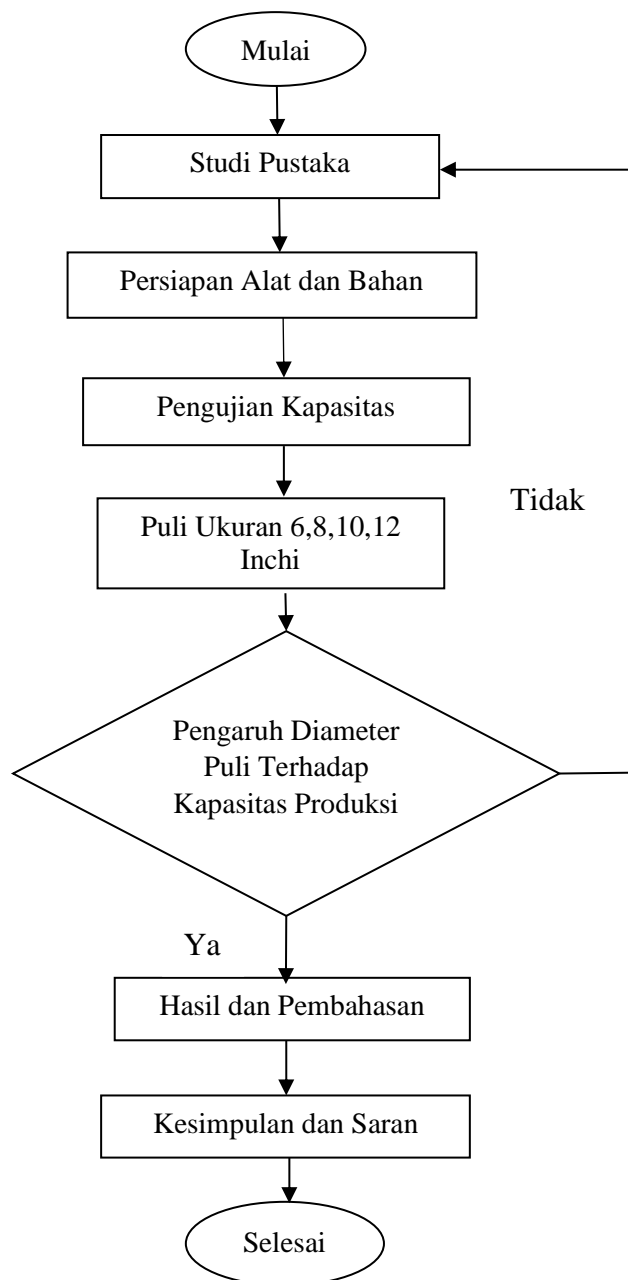 Mulai
Studi Pustaka
Persiapan Alat dan Bahan
Pengujian Kapasitas
Tidak
Puli Ukuran 6,8,10,12
Inchi
Pengaruh Diameter
Puli Terhadap
Kapasitas Produksi
Ya
Hasil dan Pembahasan
Kesimpulan dan Saran
Selesai